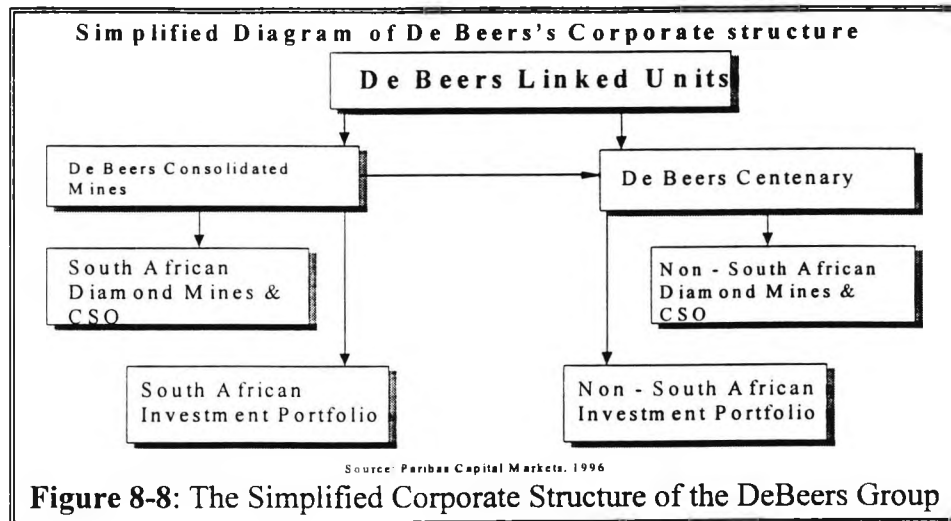 Simplified Diagram of De Beers's Corporate structure
De Beers Linked Units
De Beers Consolidated
Mines
De Beers Centenary
South African
Diamond Mines &
CSO
Non - South African
Diamond Mines &
CSO
South African
Investment Portfolio
Non - South African
Investment Portfolio
Source: Paribas Capital Markets, 1996
Figure 8-8: The Simplified Corporate Structure of the DeBeers Group